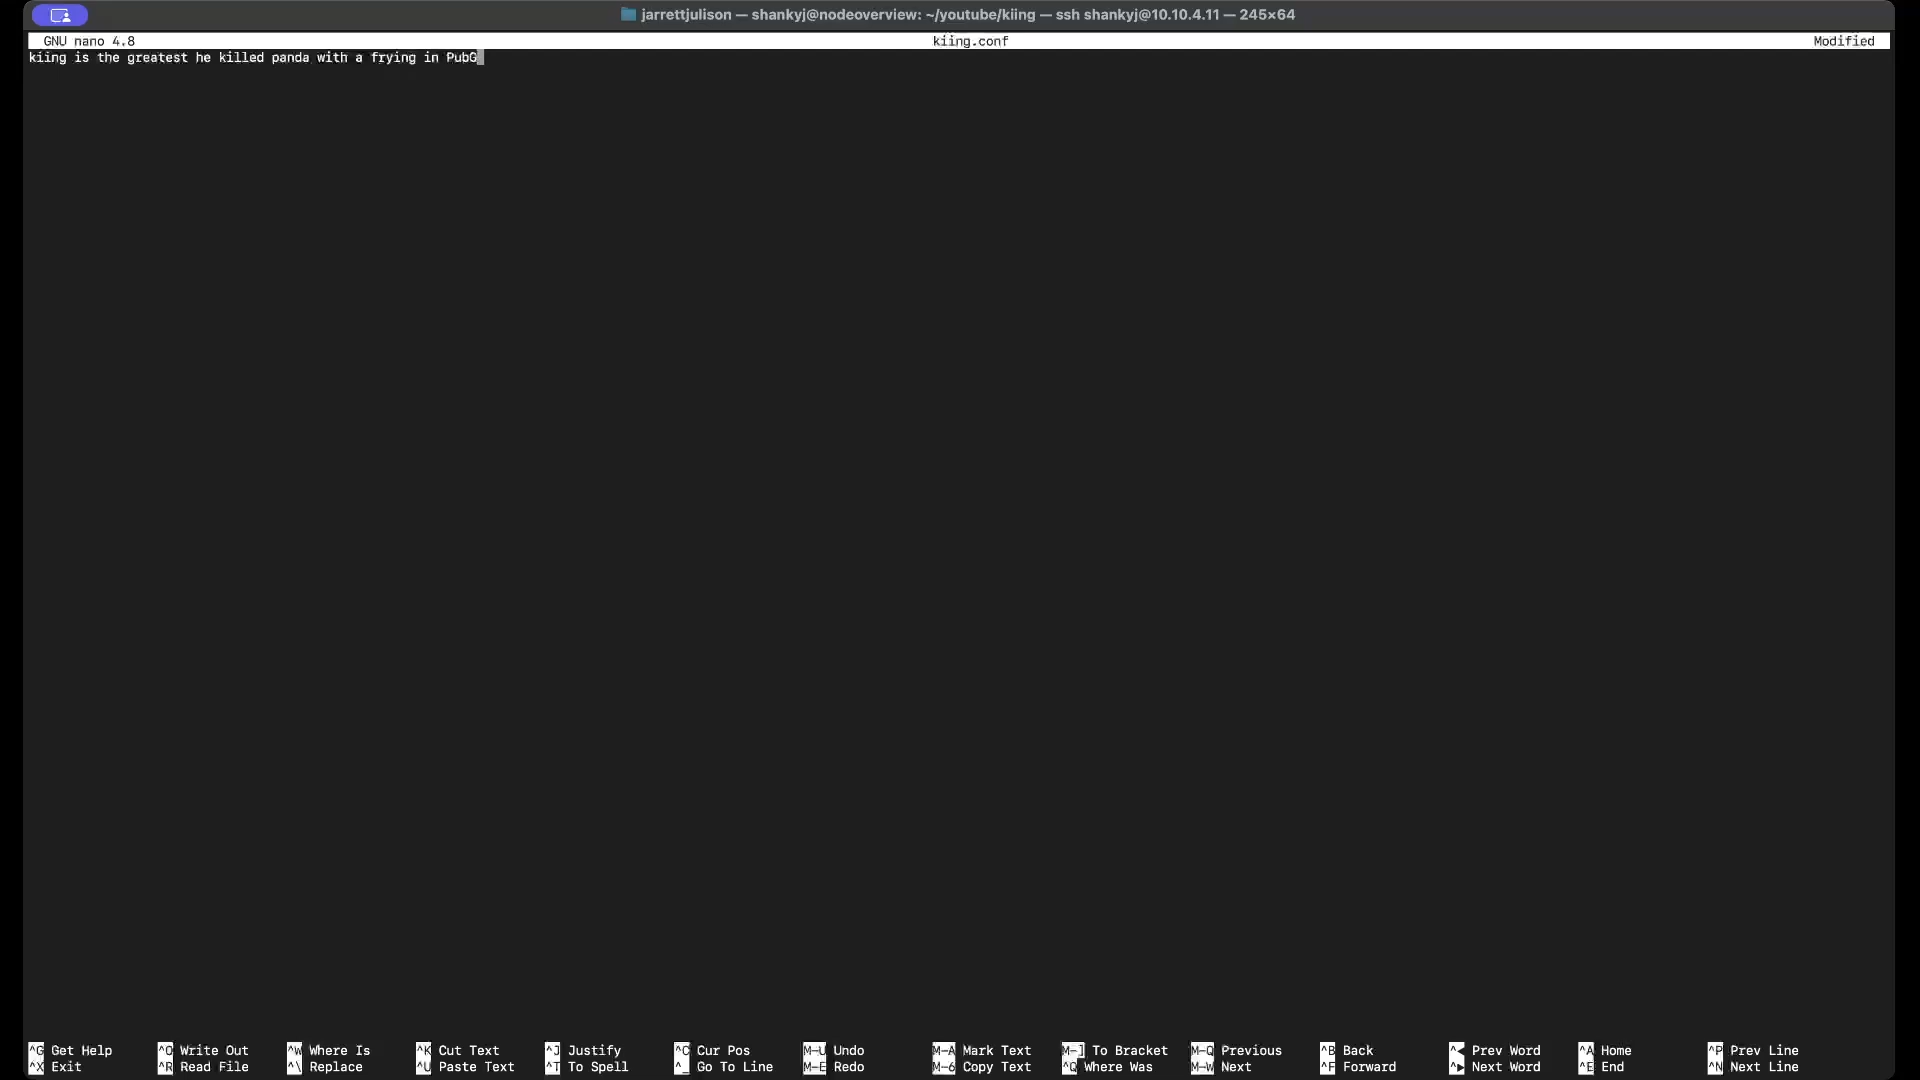 jarrettjulison — shankyj@nodeoverview: ~/youtube/kiing — ssh shankyj@10.10.4.11 — 245×64
GNU nano 4.8 kiing.conf Modified
kiing is the greatest he killed panda with a frying in PubG
^G Get Help ^O Write Out ^W Where Is ^K Cut Text ^J Justify ^C Cur Pos M-U Undo M-A Mark Text M-] To Bracket M-Q Previous ^B Back ^◀ Prev Word ^A Home ^P Prev Line
^X Exit ^R Read File ^\ Replace ^U Paste Text ^T To Spell ^_ Go To Line M-E Redo M-6 Copy Text ^Q Where Was M-W Next ^F Forward ^▶ Next Word ^E End ^N Next Line